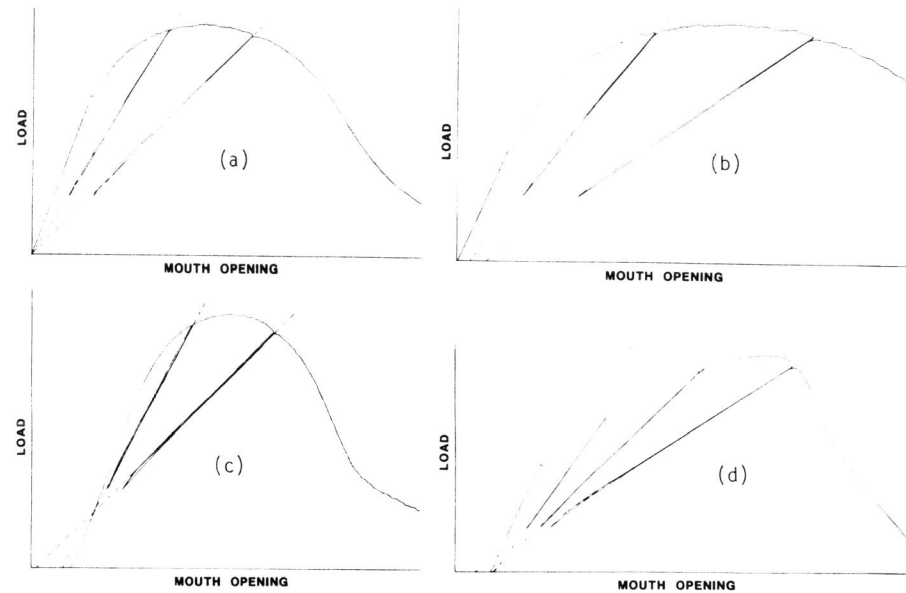 LOAD
(a)
MOUTH OPENING
LOAD
(b)
MOUTH OPENING
LOAD
(c)
MOUTH OPENING
LOAD
(d)
MOUTH OPENING